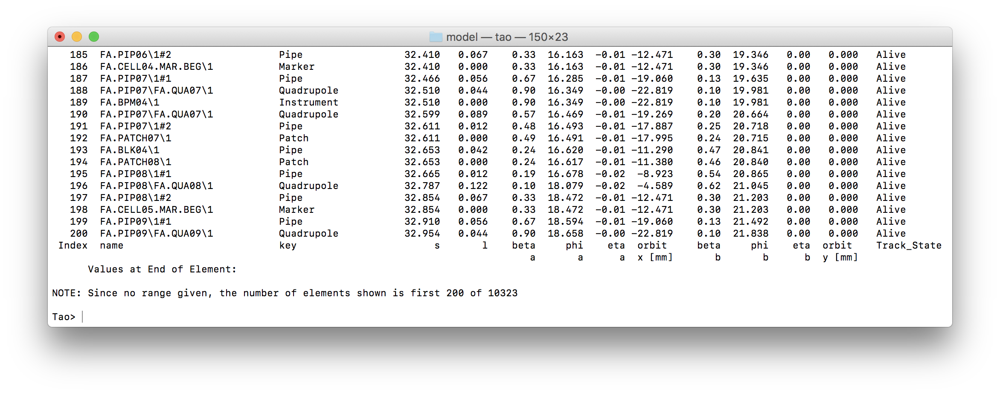 model — tao — 150×23
185 FA.PIP06\1#2 Pipe 32.410 0.067 0.33 16.163 -0.01 -12.471 0.30 19.346 0.00 0.000 Alive
186 FA.CELL04.MAR.BEG\1 Marker 32.410 0.000 0.33 16.163 -0.01 -12.471 0.30 19.346 0.00 0.000 Alive
187 FA.PIP07\1#1 Pipe 32.466 0.056 0.67 16.285 -0.01 -19.060 0.13 19.635 0.00 0.000 Alive
188 FA.PIP07\FA.QUA07\1 Quadrupole 32.510 0.044 0.90 16.349 -0.00 -22.819 0.10 19.981 0.00 0.000 Alive
189 FA.BPM04\1 Instrument 32.510 0.000 0.90 16.349 -0.00 -22.819 0.10 19.981 0.00 0.000 Alive
190 FA.PIP07\FA.QUA07\1 Quadrupole 32.599 0.089 0.57 16.469 -0.01 -19.269 0.20 20.664 0.00 0.000 Alive
191 FA.PIP07\1#2 Pipe 32.611 0.012 0.48 16.493 -0.01 -17.887 0.25 20.718 0.00 0.000 Alive
192 FA.PATCH07\1 Patch 32.611 0.000 0.49 16.491 -0.01 -17.995 0.24 20.715 0.00 0.000 Alive
193 FA.BLK04\1 Pipe 32.653 0.042 0.24 16.620 -0.01 -11.290 0.47 20.841 0.00 0.000 Alive
194 FA.PATCH08\1 Patch 32.653 0.000 0.24 16.617 -0.01 -11.380 0.46 20.840 0.00 0.000 Alive
195 FA.PIP08\1#1 Pipe 32.665 0.012 0.19 16.678 -0.02 -8.923 0.54 20.865 0.00 0.000 Alive
196 FA.PIP08\FA.QUA08\1 Quadrupole 32.787 0.122 0.10 18.079 -0.02 -4.589 0.62 21.045 0.00 0.000 Alive
197 FA.PIP08\1#2 Pipe 32.854 0.067 0.33 18.472 -0.01 -12.471 0.30 21.203 0.00 0.000 Alive
198 FA.CELL05.MAR.BEG\1 Marker 32.854 0.000 0.33 18.472 -0.01 -12.471 0.30 21.203 0.00 0.000 Alive
199 FA.PIP09\1#1 Pipe 32.910 0.056 0.67 18.594 -0.01 -19.060 0.13 21.492 0.00 0.000 Alive
200 FA.PIP09\FA.QUA09\1 Quadrupole 32.954 0.044 0.90 18.658 -0.00 -22.819 0.10 21.838 0.00 0.000 Alive
Index name key s l beta phi eta orbit beta phi eta orbit Track_State
a a a x [mm] b b b y [mm]
Values at End of Element:
NOTE: Since no range given, the number of elements shown is first 200 of 10323
Tao>